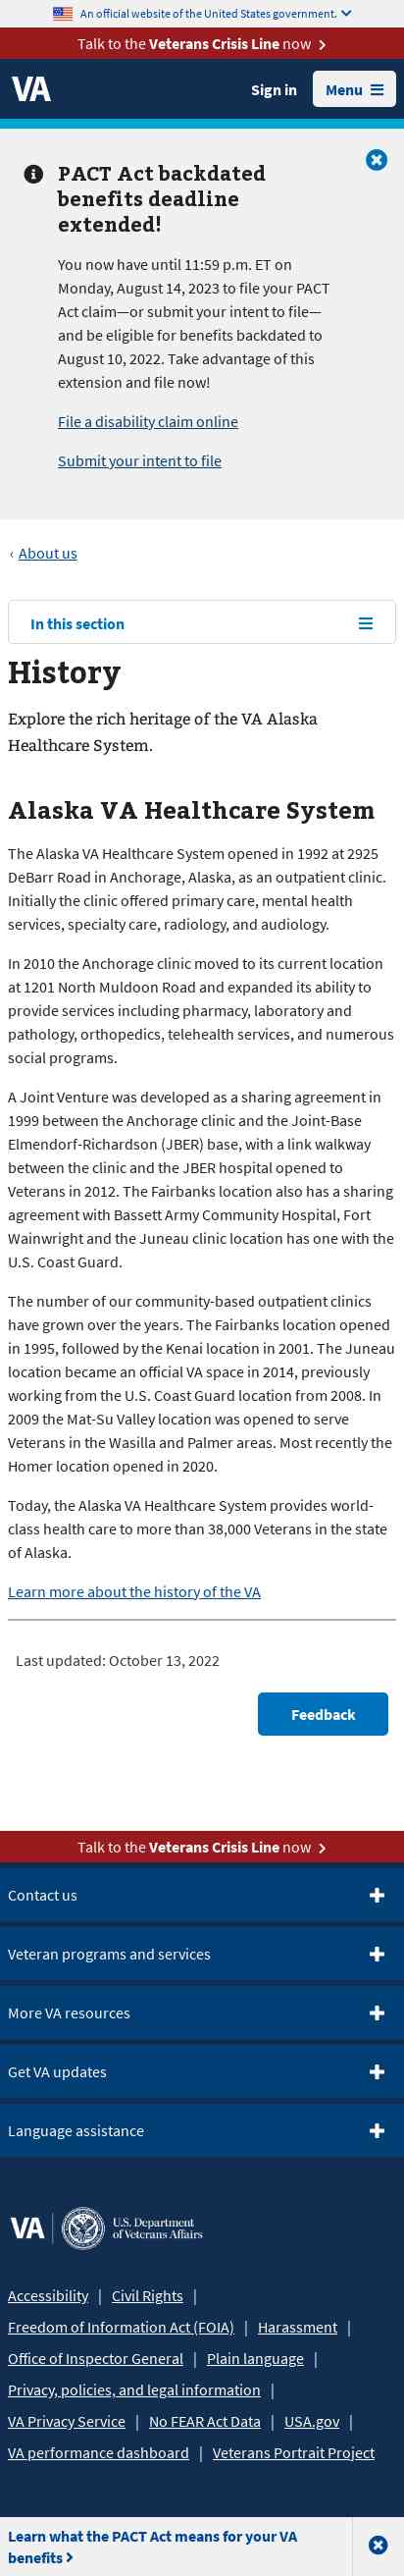 An official website of the United States government.
Talk to the Veterans Crisis Line now
VA
Sign in
Menu
PACT Act backdated
benefits deadline
extended!
You now have until 11:59 p.m. ET on
Monday, August 14, 2023 to file your PACT
Act claim—or submit your intent to file—
and be eligible for benefits backdated to
August 10, 2022. Take advantage of this
extension and file now!
File a disability claim online
Submit your intent to file
‹ About us
In this section
History
Explore the rich heritage of the VA Alaska
Healthcare System.
Alaska VA Healthcare System
The Alaska VA Healthcare System opened in 1992 at 2925
DeBarr Road in Anchorage, Alaska, as an outpatient clinic.
Initially the clinic offered primary care, mental health
services, specialty care, radiology, and audiology.
In 2010 the Anchorage clinic moved to its current location
at 1201 North Muldoon Road and expanded its ability to
provide services including pharmacy, laboratory and
pathology, orthopedics, telehealth services, and numerous
social programs.
A Joint Venture was developed as a sharing agreement in
1999 between the Anchorage clinic and the Joint-Base
Elmendorf-Richardson (JBER) base, with a link walkway
between the clinic and the JBER hospital opened to
Veterans in 2012. The Fairbanks location also has a sharing
agreement with Bassett Army Community Hospital, Fort
Wainwright and the Juneau clinic location has one with the
U.S. Coast Guard.
The number of our community-based outpatient clinics
have grown over the years. The Fairbanks location opened
in 1995, followed by the Kenai location in 2001. The Juneau
location became an official VA space in 2014, previously
working from the U.S. Coast Guard location from 2008. In
2009 the Mat-Su Valley location was opened to serve
Veterans in the Wasilla and Palmer areas. Most recently the
Homer location opened in 2020.
Today, the Alaska VA Healthcare System provides world-
class health care to more than 38,000 Veterans in the state
of Alaska.
Learn more about the history of the VA
Last updated: October 13, 2022
Feedback
Talk to the Veterans Crisis Line now
Contact us
Veteran programs and services
More VA resources
Get VA updates
Language assistance
VA
U.S. Department
of Veterans Affairs
Accessibility | Civil Rights |
Freedom of Information Act (FOIA) | Harassment |
Office of Inspector General | Plain language |
Privacy, policies, and legal information |
VA Privacy Service | No FEAR Act Data | USA.gov |
VA performance dashboard | Veterans Portrait Project
Learn what the PACT Act means for your VA
benefits